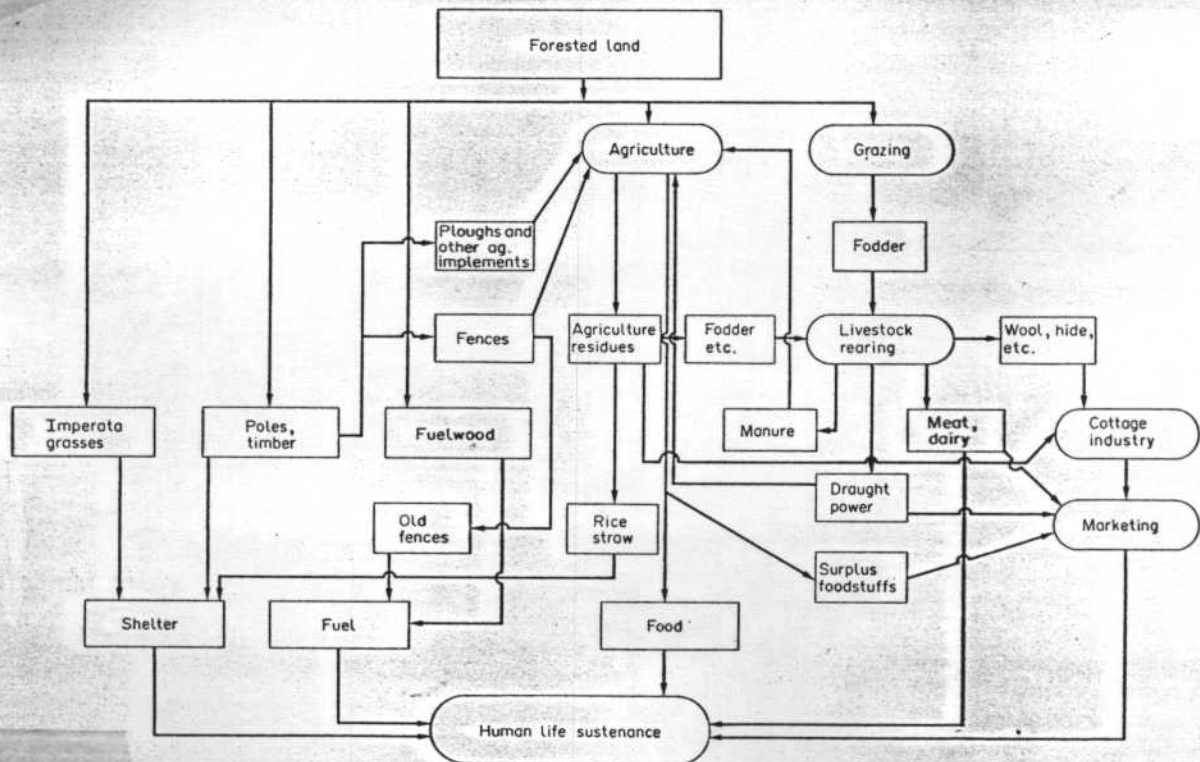 Forested land
Agriculture
Grazing
Ploughs and
other ag.
implements
Fodder
Fences
Agriculture
residues
Fodder
etc.
Livestock
rearing
Wool, hide,
etc.
Imperata
grasses
Poles,
timber
Fuelwood
Manure
Meat,
dairy
Cottage
industry
Old
fences
Rice
straw
Draught
power
Marketing
Surplus
foodstuffs
Shelter
Fuel
Food
Human life sustenance